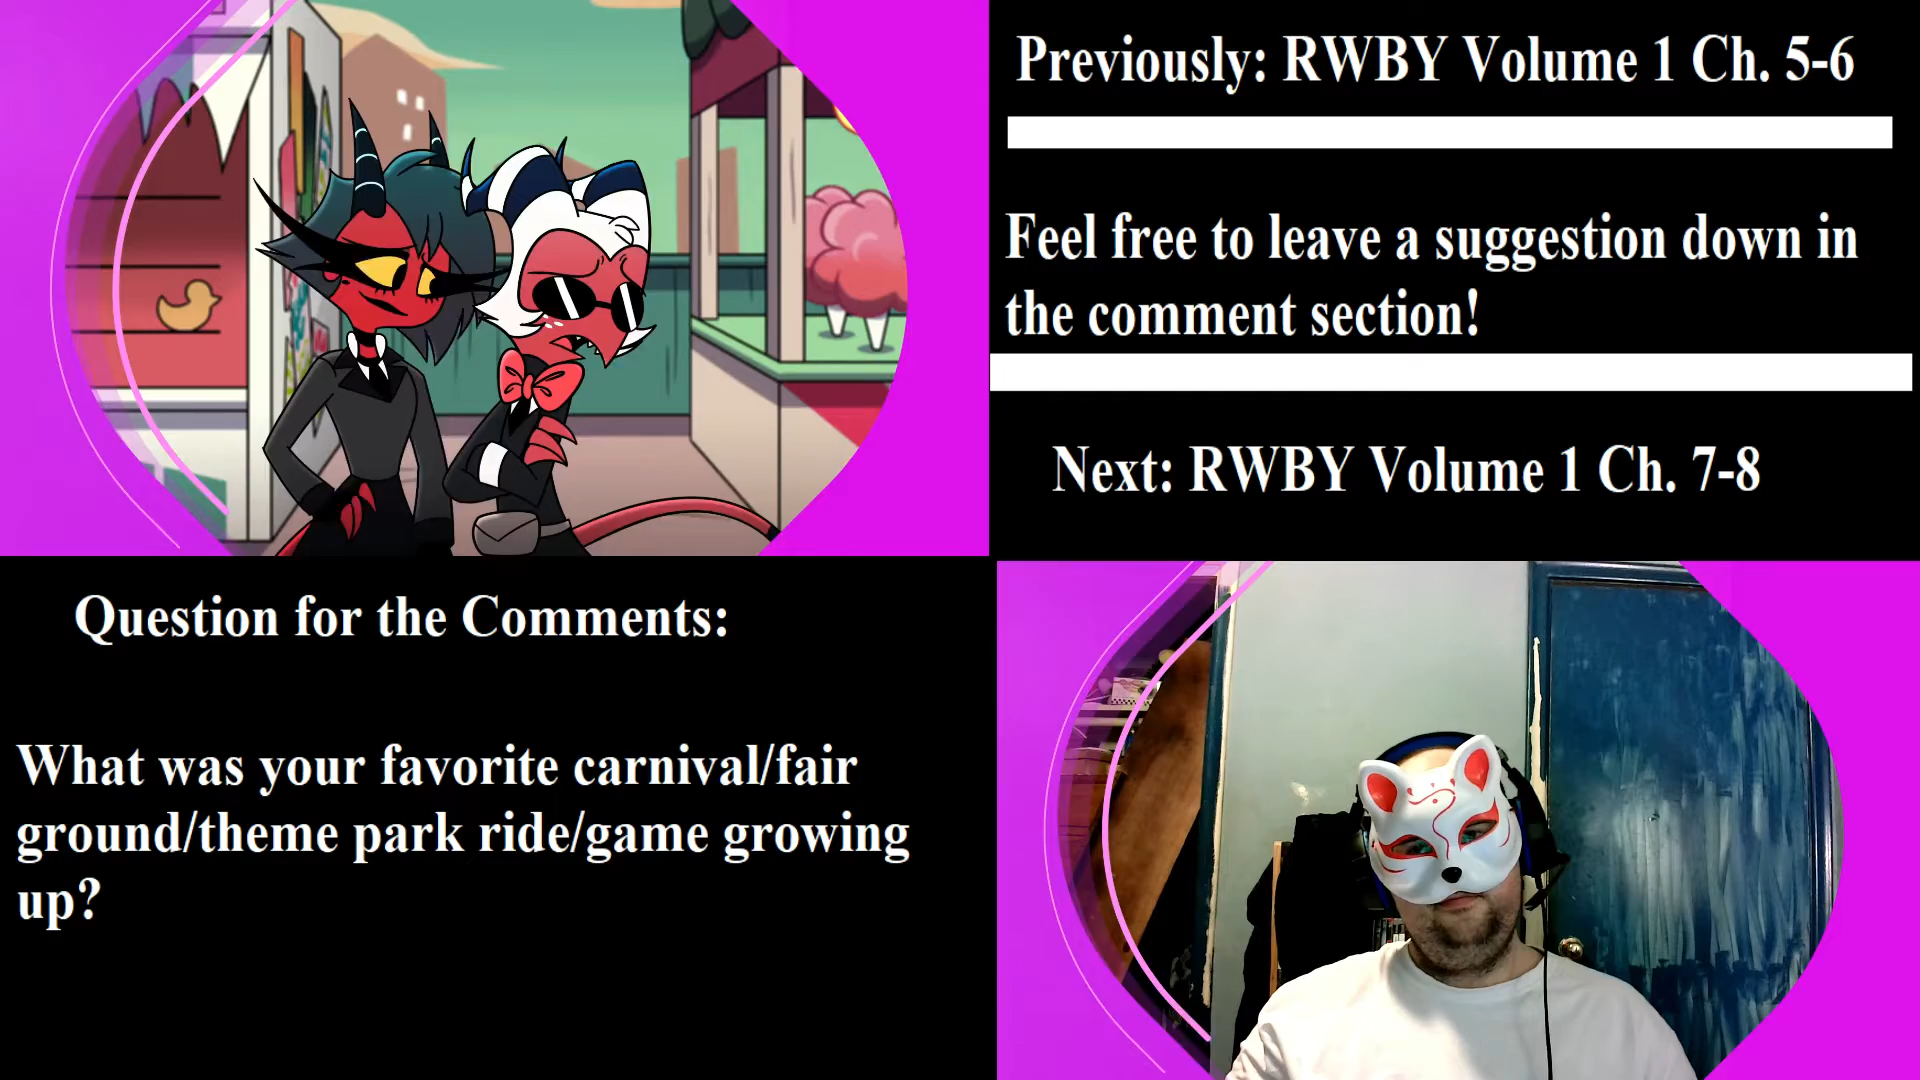 Previously: RWBY Volume 1 Ch. 5-6
Feel free to leave a suggestion down in
the comment section!
Next: RWBY Volume 1 Ch. 7-8
Question for the Comments:
What was your favorite carnival/fair
ground/theme park ride/game growing
up?